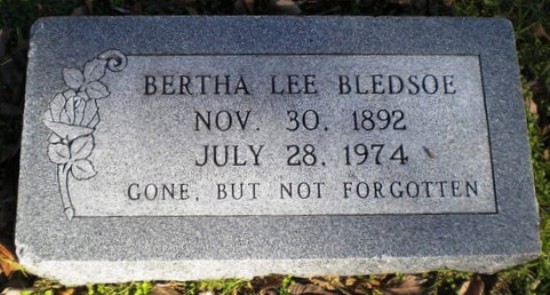 BERTHA LEE BLEDSOE
NOV. 30, 1892
JULY 28, 1974
GONE, BUT NOT FORGOTTEN